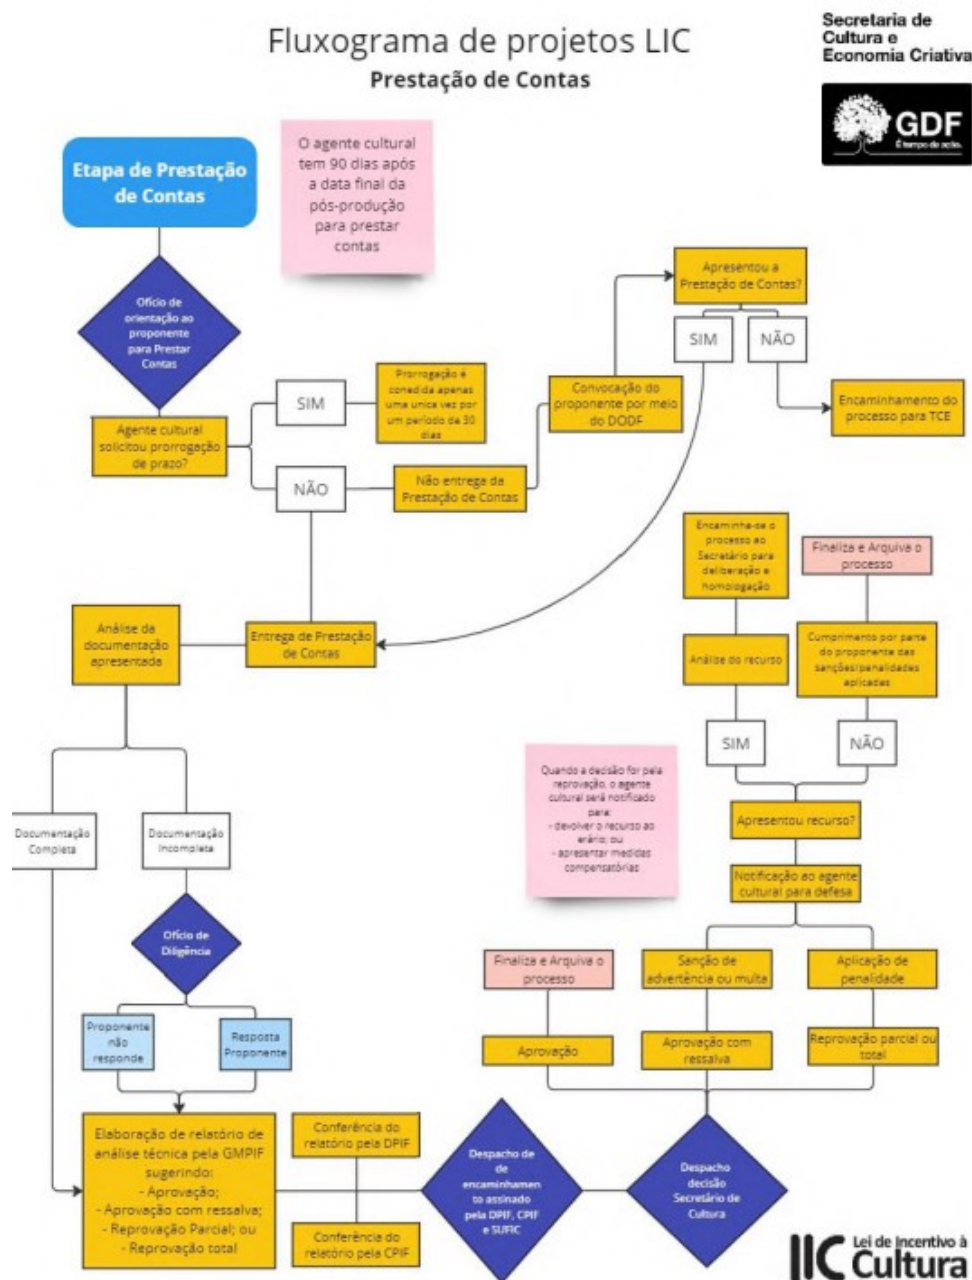 Fluxograma de projetos LIC
Prestação de Contas
Secretaria de
Cultura e
Economia Criativa
GDF
É tempo de ação.
Etapa de Prestação
de Contas
O agente cultural
tem 90 dias após
a data final da
pós-produção
para prestar
contas
Ofício de
orientação ao
proponente
para Prestar
Contas
Agente cultural
solicitou prorrogação
de prazo?
SIM
Prorrogação é
conedida apenas
uma unica vez por
um período de 30
dias
NÃO
Não entrega da
Prestação de Contas
Convocação do
proponente por meio
do DODF
Apresentou a
Prestação de Contas?
SIM
NÃO
Encaminhamento do
processo para TCE
Entrega de Prestação
de Contas
Análise da
documentação
apresentada
Documentação
Completa
Documentação
Incompleta
Ofício de
Diligência
Proponente
não
responde
Resposta
Proponente
Elaboração de relatório de
análise técnica pela GMPIF
sugerindo:
- Aprovação;
- Aprovação com ressalva;
- Reprovação Parcial; ou
- Reprovação total
Conferência do
relatório pela DPIF
Conferência do
relatório pela CPIF
Despacho de
de
encaminhamen
to assinado
pela DPIF, CPIF
e SUFIC
Despacho
decisão
Secretário de
Cultura
Aprovação
Finaliza e Arquiva o
processo
Aprovação com
ressalva
Sanção de
advertência ou multa
Reprovação parcial ou
total
Aplicação de
penalidade
Notificação ao agente
cultural para defesa
Apresentou recurso?
SIM
NÃO
Análise do recurso
Encaminha-se o
processo ao
Secretário para
deliberação e
homologação
Cumprimento por parte
do proponente das
sanções/penalidades
aplicadas
Finaliza e Arquiva o
processo
Quando a decisão for pela
reprovação, o agente
cultural será notificado
para:
- devolver o recurso ao
erário; ou
- apresentar medidas
compensatórias
LIC Lei de Incentivo à
Cultura